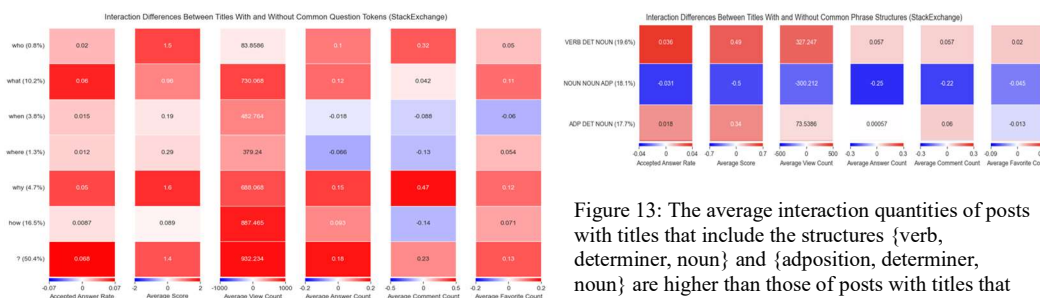 Interaction Differences Between Titles With and Without Common Question Tokens (StackExchange)
who (0.8%) 0.02 1.5 83.8586 0.1 0.32 0.05
what (10.2%) 0.06 730.068 0.12 0.042 0.11
when (3.8%) 0.015 0.19 -0.018 -0.088 -0.06
where (1.3%) 0.012 0.29 379.24 -0.066 -0.13 0.054
why (4.7%) 0.05 1.6 0.15 0.47 0.12
how (16.5%) 0.0087 0.089 887.465 -0.14 0.071
? (50.4%) 0.068 1.4 932.234 0.18 0.23 0.13
-0.07 0 0.07 -2 0 2 -1000 0 1000 -0.2 0 0.2 -0.5 0 0.5 -0.2 0 0.2
Accepted Answer Rate Average Score Average View Count Average Answer Count Average Comment Count Average Favorite Count
Interaction Differences Between Titles With and Without Common Phrase Structures (StackExchange)
VERB DET NOUN (19.6%) 0.036 0.49 327.247 0.057 0.057 0.02
NOUN NOUN ADP (18.1%) -0.031 -0.5 -300.212 -0.25 -0.22 -0.045
ADP DET NOUN (17.7%) 0.018 0.34 73.5386 0.00057 0.06 -0.013
-0.04 0 0.04 -0.7 0 0.7 -500 0 500 -0.3 0 0.3 -0.3 0 0.3 -0.09 0
Accepted Answer Rate Average Score Average View Count Average Answer Count Average Comment Count Average Favorite
Figure 13: The average interaction quantities of posts
with titles that include the structures {verb,
determiner, noun} and {adposition, determiner,
noun} are higher than those of posts with titles that